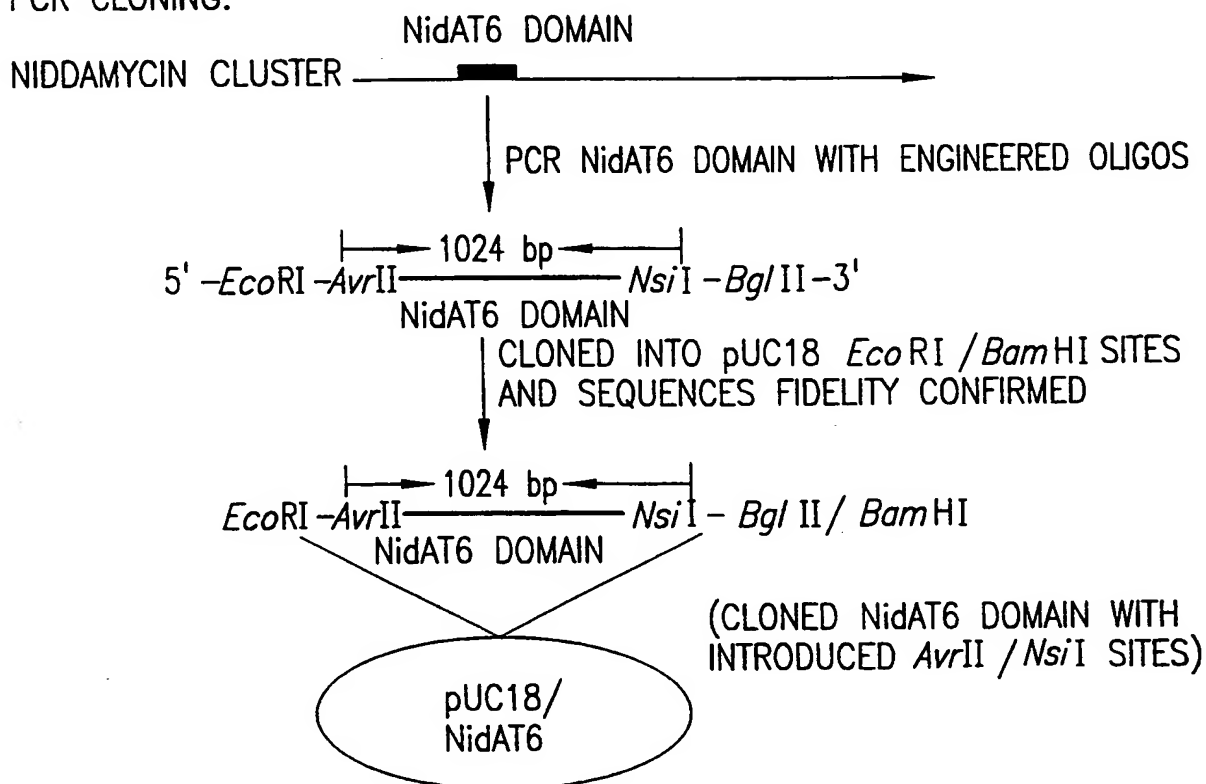 PCR CLONING:
NidAT6 DOMAIN
NIDDAMYCIN CLUSTER
PCR NidAT6 DOMAIN WITH ENGINEERED OLIGOS
1024 bp
5' -EcoRI-AvrII NsiI-BglII-3'
NidAT6 DOMAIN
CLONED INTO pUC18 EcoRI/BamHI SITES
AND SEQUENCES FIDELITY CONFIRMED
1024 bp
EcoRI-AvrII NsiI - Bgl II/ BamHI
NidAT6 DOMAIN
(CLONED NidAT6 DOMAIN WITH
INTRODUCED AvrII/NsiI SITES)
pUC18/
NidAT6